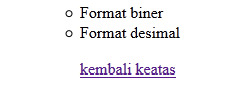 Format biner
Format desimal
kembali keatas